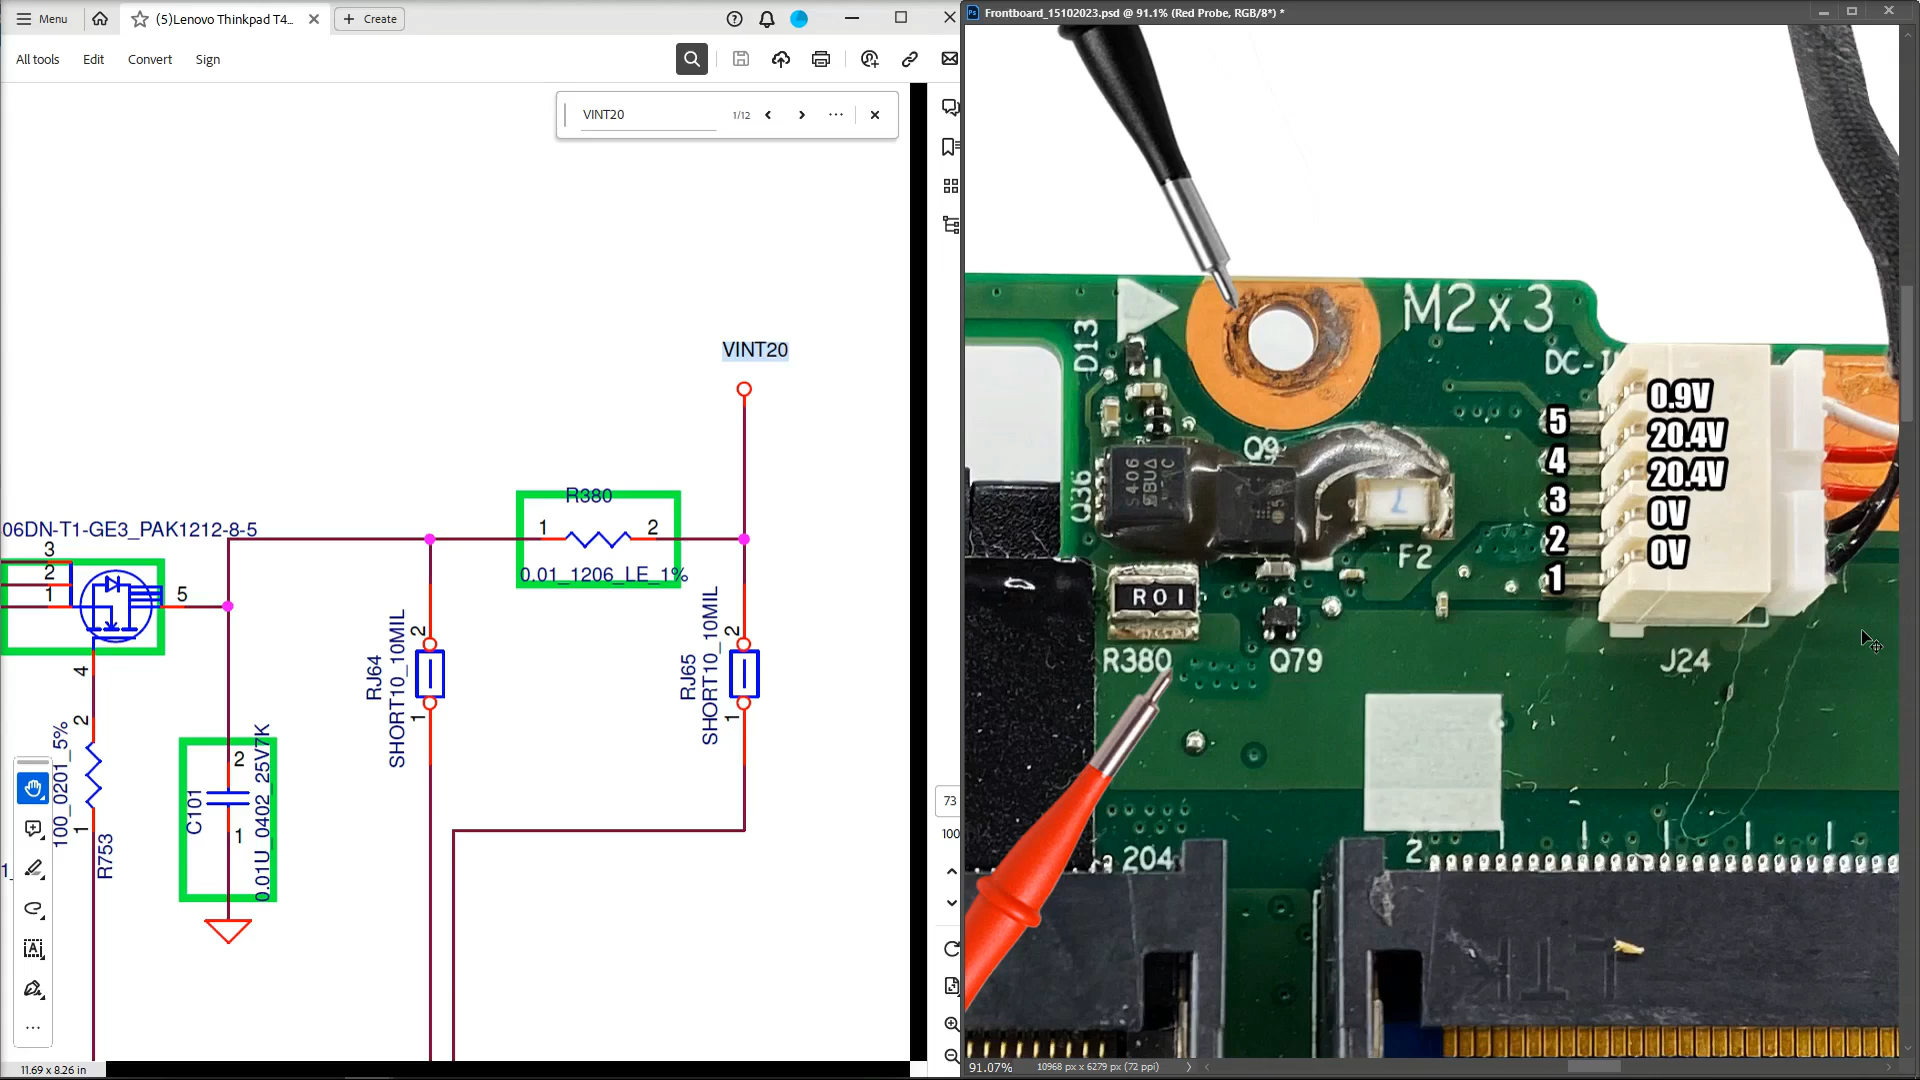 Menu
(5)Lenovo Thinkpad T4...
Create
All tools
Edit
Convert
Sign
VINT20
1/12
VINT20
R380
1
2
0.01_1206_LE_1%
06DN-T1-GE3_PAK1212-8-5
3
2
1
5
4
2
100_0201_5%
1
R753
C101
2
1
0.01U_0402_25V7K
RJ64
SHORT10_10MIL
2
1
RJ65
SHORT10_10MIL
2
1
73
100
11.69 x 8.26 in
Frontboard_15102023.psd @ 91.1% (Red Probe, RGB/8*) *
M2x3
D13
DC-I
5
0.9V
4
20.4V
3
20.4V
2
0V
1
0V
Q9
Q36
F2
R01
R380
Q79
J24
204
2
91.07%
10968 px x 6279 px (72 ppi)